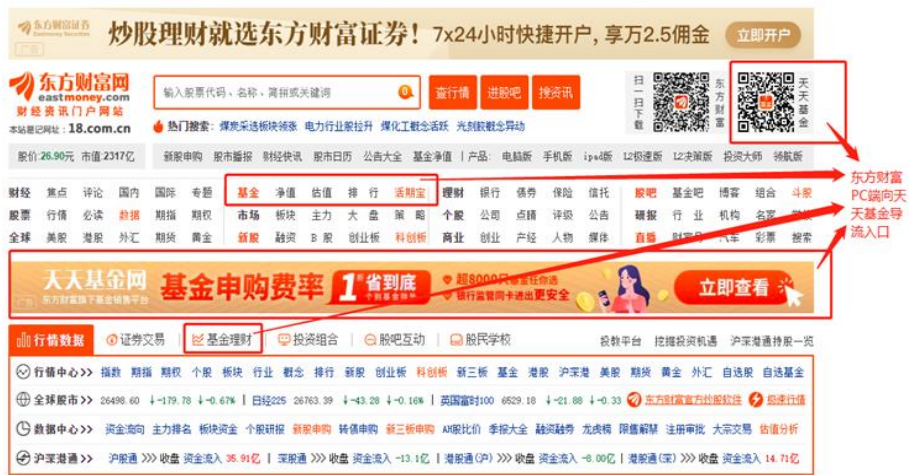 东方财富证券 炒股理财就选东方财富证券! 7x24小时快捷开户, 享万2.5佣金 立即开户
Eastmoney Securities
广告
东方财富网
eastmoney.com
财经资讯门户网站
本站易记网址: 18.com.cn
输入股票代码、名称、简拼或关键词 查行情 进股吧 搜资讯
热门搜索: 煤炭采选板块领涨 电力行业股拉升 煤化工概念活跃 光刻胶概念异动
扫一扫下载
东方财富
天天基金
股价:26.90元 市值:2317亿 新股申购 股市播报 财经快讯 股市日历 公告大全 基金净值 | 产品: 电脑版 手机版 ipad版 L2极速版 L2决策版 投资大师 领航版
财经 焦点 评论 国内 国际 专题 基金 净值 估值 排 行 活期宝 理财 银行 债券 保险 信托 股吧 基金吧 博客 组合 斗股
股票 行情 必读 数据 期指 期权 市场 板块 主力 大 盘 策 略 个股 公司 点睛 评级 公告 研报 行 业 机构 名家
全球 美股 港股 外汇 期货 黄金 新股 融资 B 股 创业板 科创板 商业 创业 产经 人物 媒体 直播 财富号 汽车 彩票 搜索
东方财富
PC端向天
天基金导
流入口
天天基金网 基金申购费率 1折 省到底 超8000只基金任你选 立即查看
广告 东方财富旗下基金销售平台 银行监管同卡进出更安全
行情数据 证券交易 基金理财 投资组合 股吧互动 股民学校 投教平台 挖掘投资机遇 沪深港通持股一览
行情中心>> 指数 期指 期权 个股 板块 行业 概念 排行 新股 创业板 科创板 新三板 基金 港股 沪深港 美股 期货 黄金 外汇 自选股 自选基金
全球股市>> 26498.60 ↓-179.78 ↓-0.67% | 日经225 26763.39 ↓-43.28 ↓-0.16% | 英国富时100 6529.18 ↓-21.88 ↓-0.33 东方财富官方炒股软件 极速行情
数据中心>> 资金流向 主力排名 板块资金 个股研报 新股申购 转债申购 新三板申购 AH股比价 季报大全 融资融券 龙虎榜 限售解禁 注册审批 大宗交易 估值分析
沪深港通>> 沪股通 >>> 收盘 资金流入 35.91亿 | 深股通 >>> 收盘 资金流入 -13.1亿 | 港股通(沪) >>> 收盘 资金流入 -8.00亿 | 港股通(深) >>> 收盘 资金流入 14.71亿